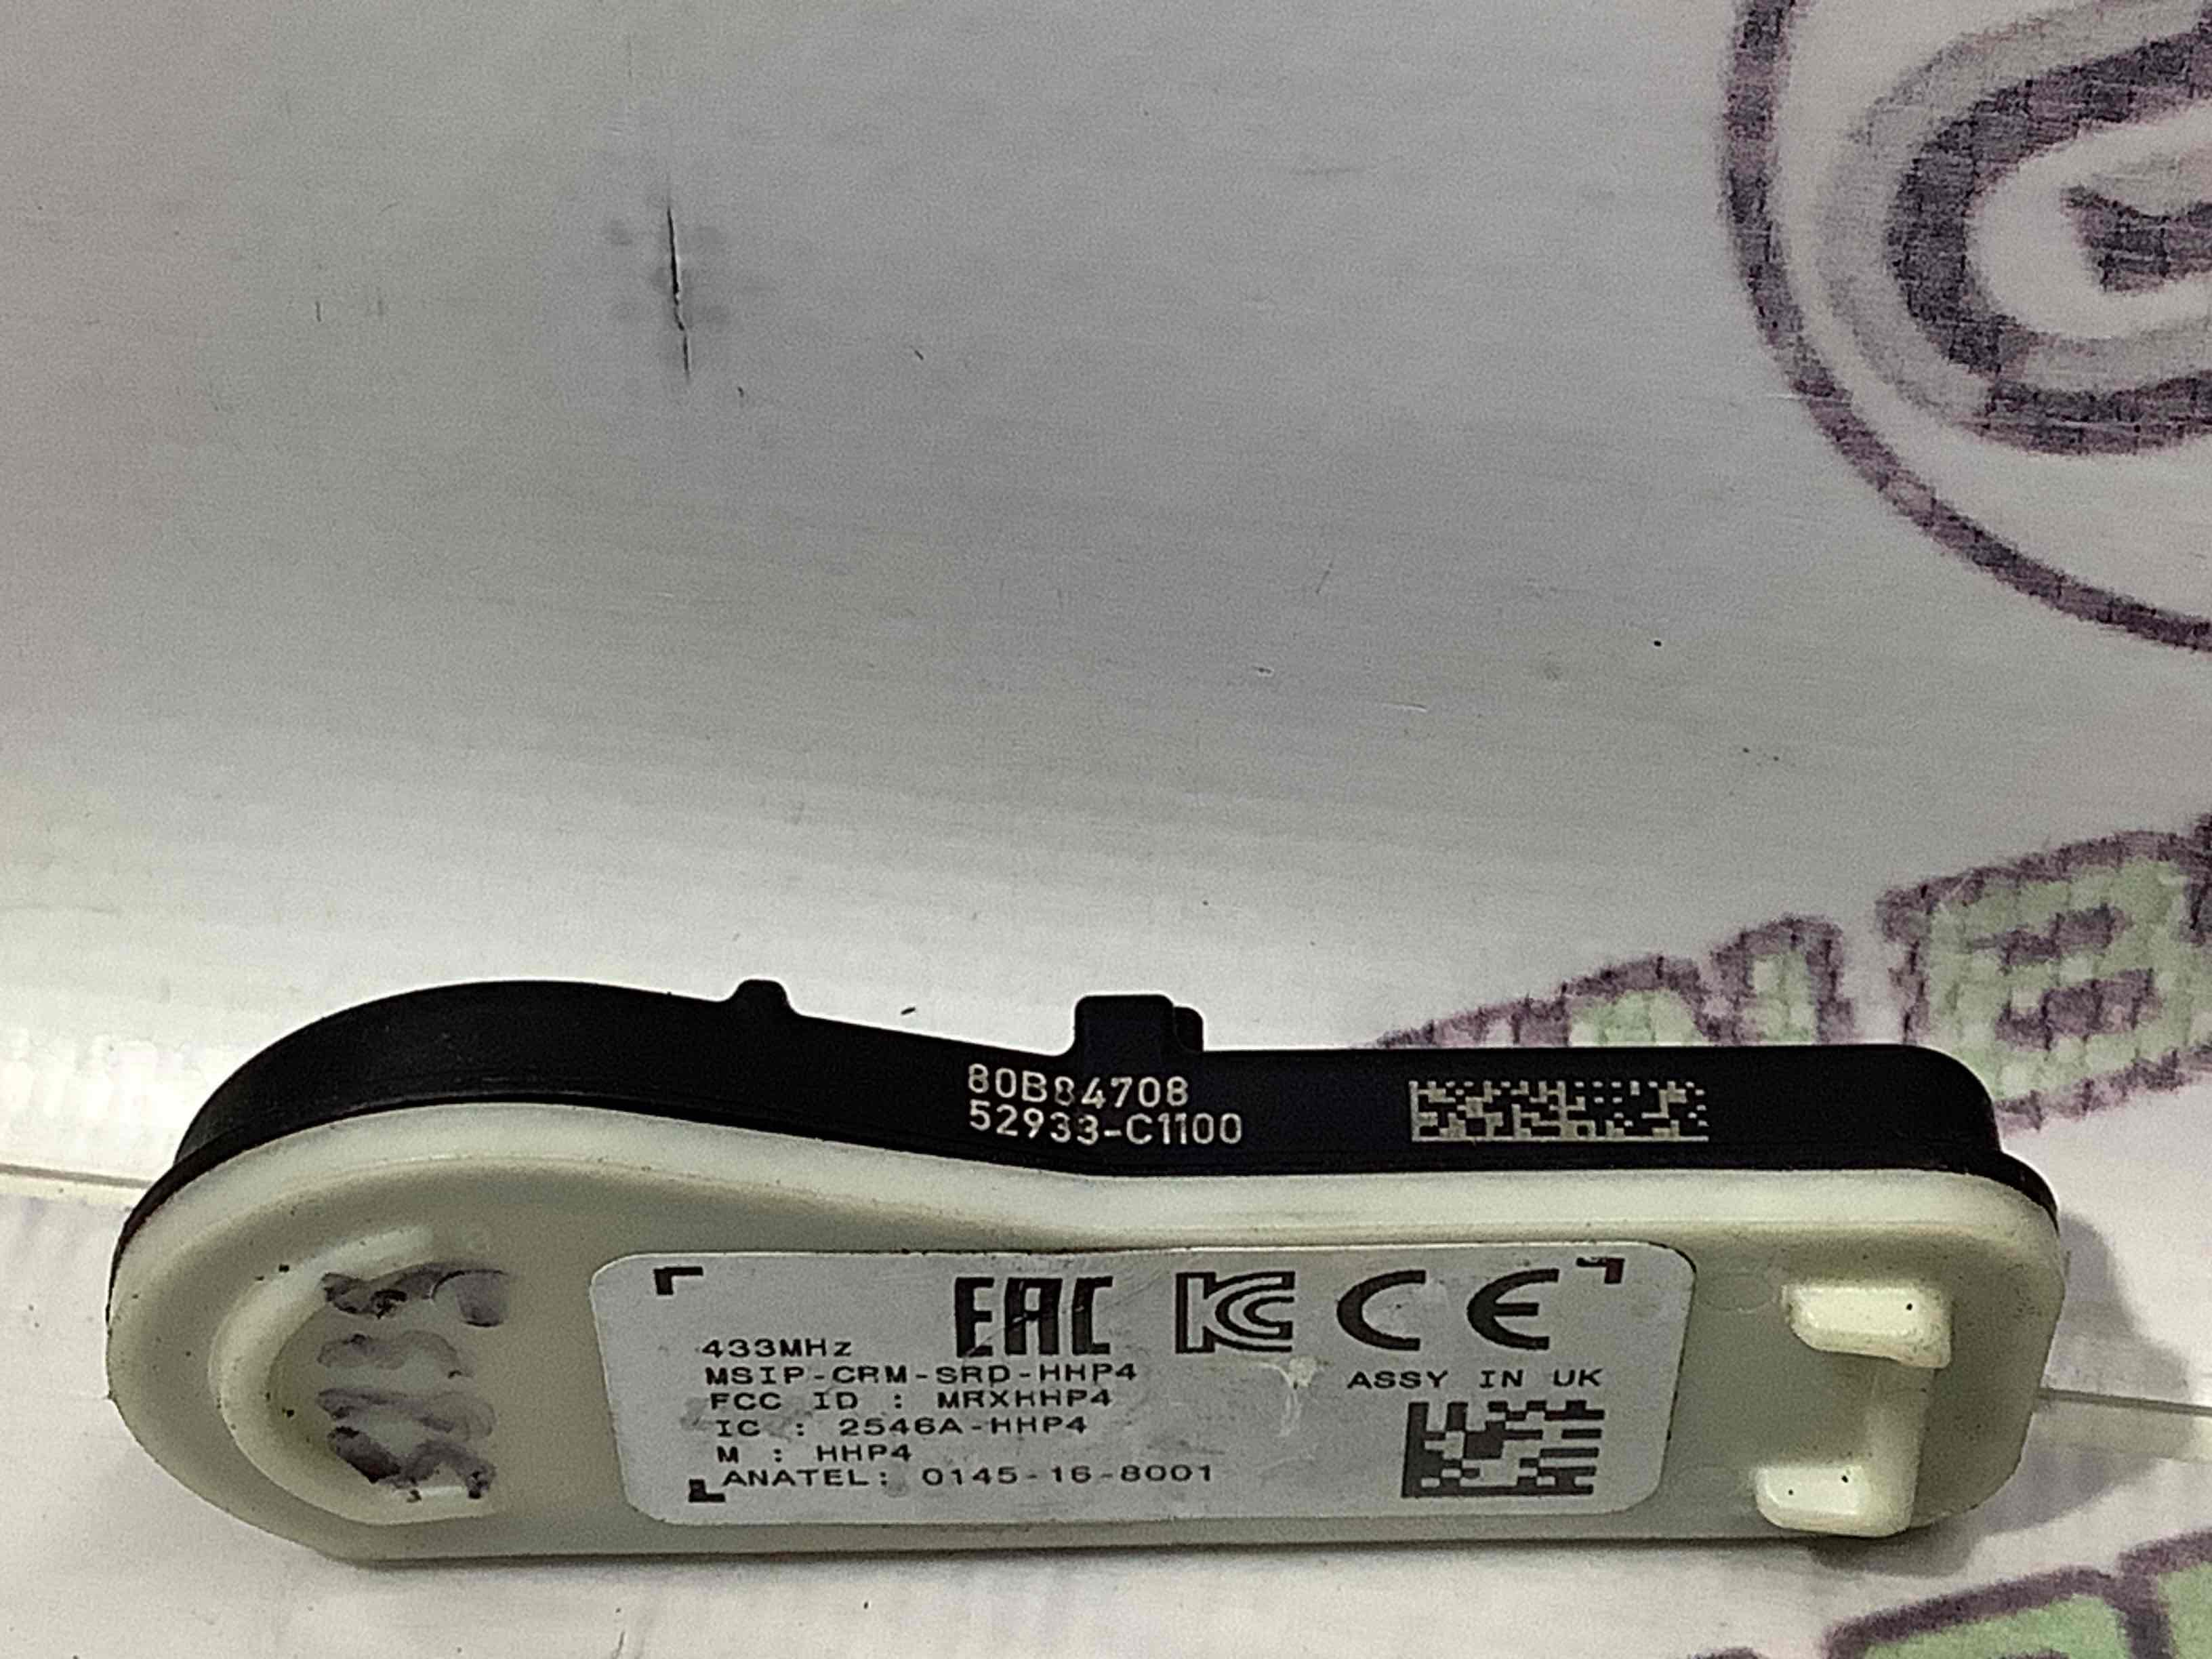 80B84708
52933-C1100
EAC KC CE
433MHz
MSIP-CRM-SRD-HHP4
ASSY IN UK
FCC ID : MRXHHP4
IC : 2546A-HHP4
M : HHP4
ANATEL: 0145-16-8001